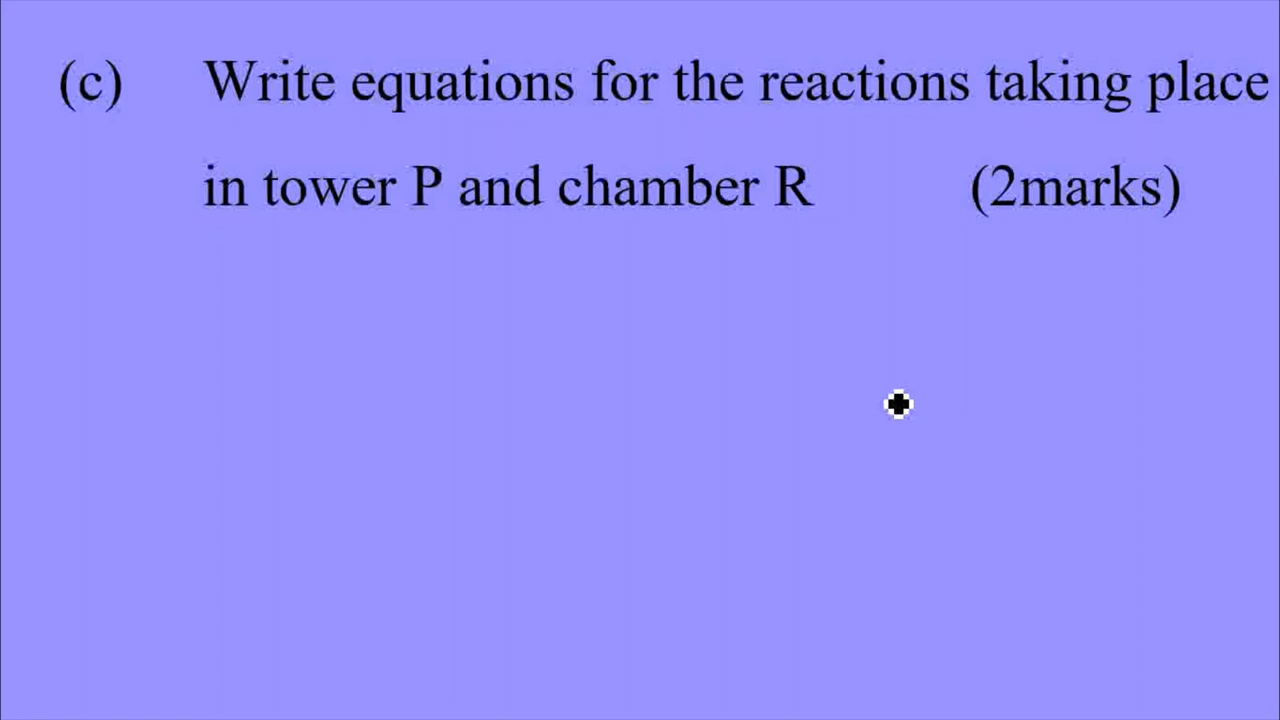 (c) Write equations for the reactions taking place
in tower P and chamber R (2marks)